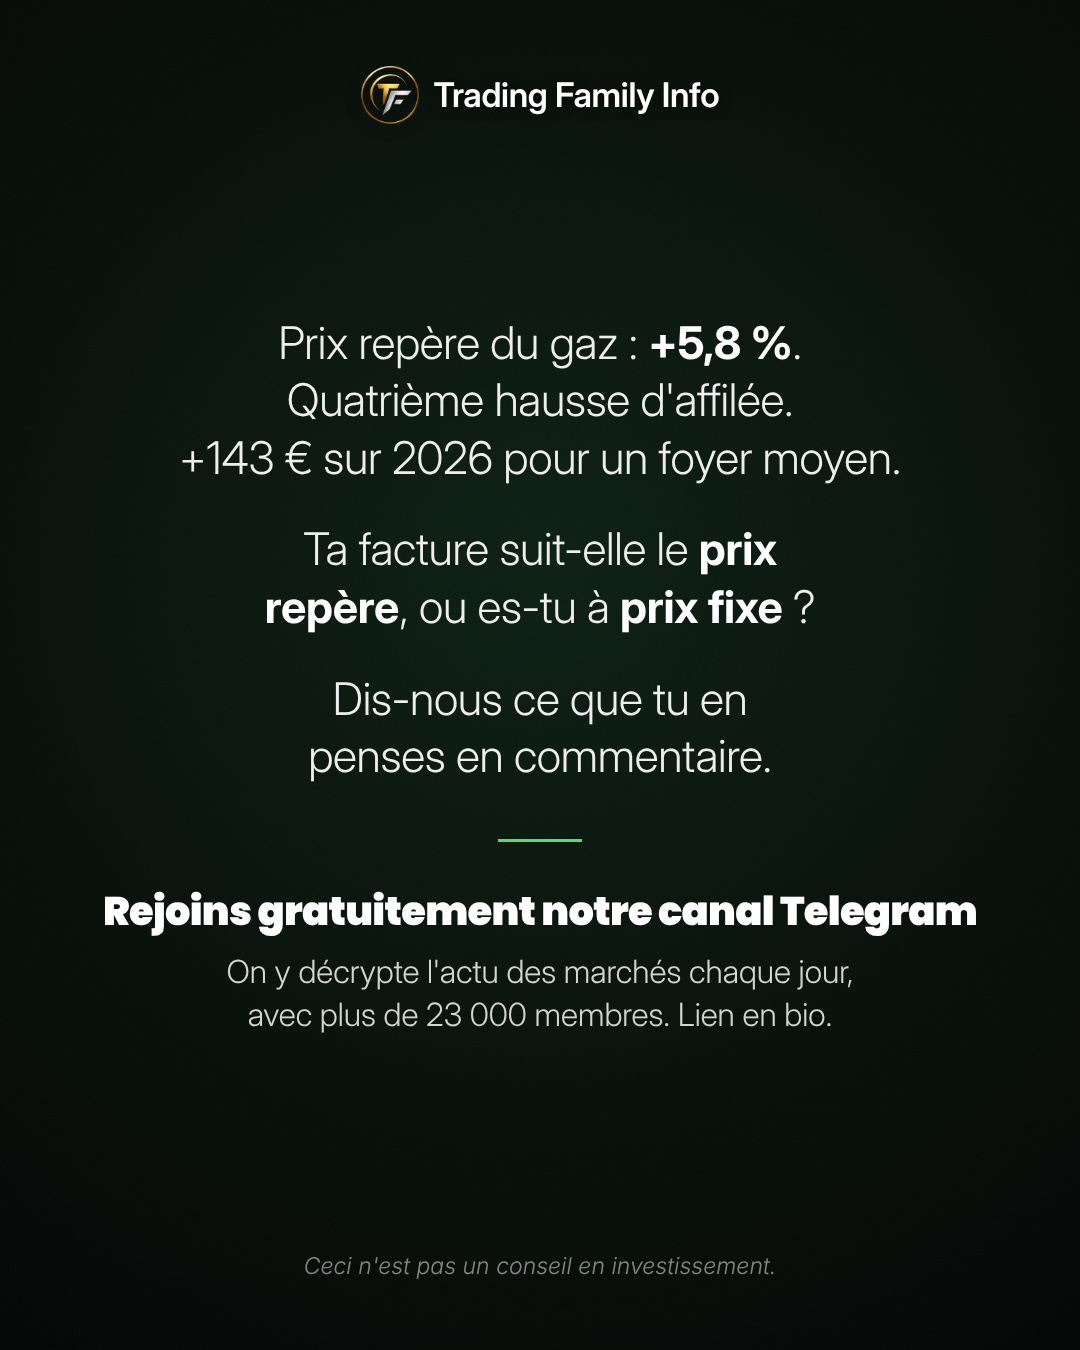 TF Trading Family Info
Prix repère du gaz : +5,8 %.
Quatrième hausse d'affilée.
+143 € sur 2026 pour un foyer moyen.
Ta facture suit-elle le prix
repère, ou es-tu à prix fixe ?
Dis-nous ce que tu en
penses en commentaire.
Rejoins gratuitement notre canal Telegram
On y décrypte l'actu des marchés chaque jour,
avec plus de 23 000 membres. Lien en bio.
Ceci n'est pas un conseil en investissement.